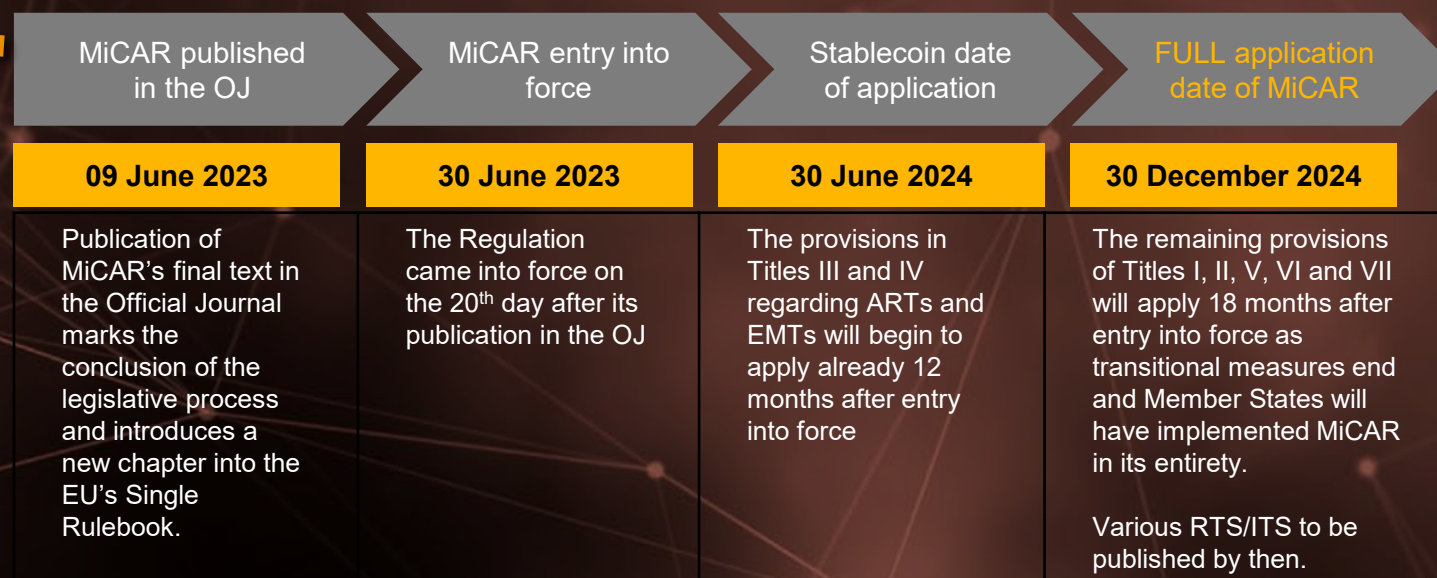 MiCAR published
in the OJ
MiCAR entry into
force
Stablecoin date
of application
FULL application
date of MiCAR
09 June 2023
30 June 2023
30 June 2024
30 December 2024
Publication of
MiCAR’s final text in
the Official Journal
marks the
conclusion of the
legislative process
and introduces a
new chapter into the
EU’s Single
Rulebook.
The Regulation
came into force on
the 20th day after its
publication in the OJ
The provisions in
Titles III and IV
regarding ARTs and
EMTs will begin to
apply already 12
months after entry
into force
The remaining provisions
of Titles I, II, V, VI and VII
will apply 18 months after
entry into force as
transitional measures end
and Member States will
have implemented MiCAR
in its entirety.
Various RTS/ITS to be
published by then.